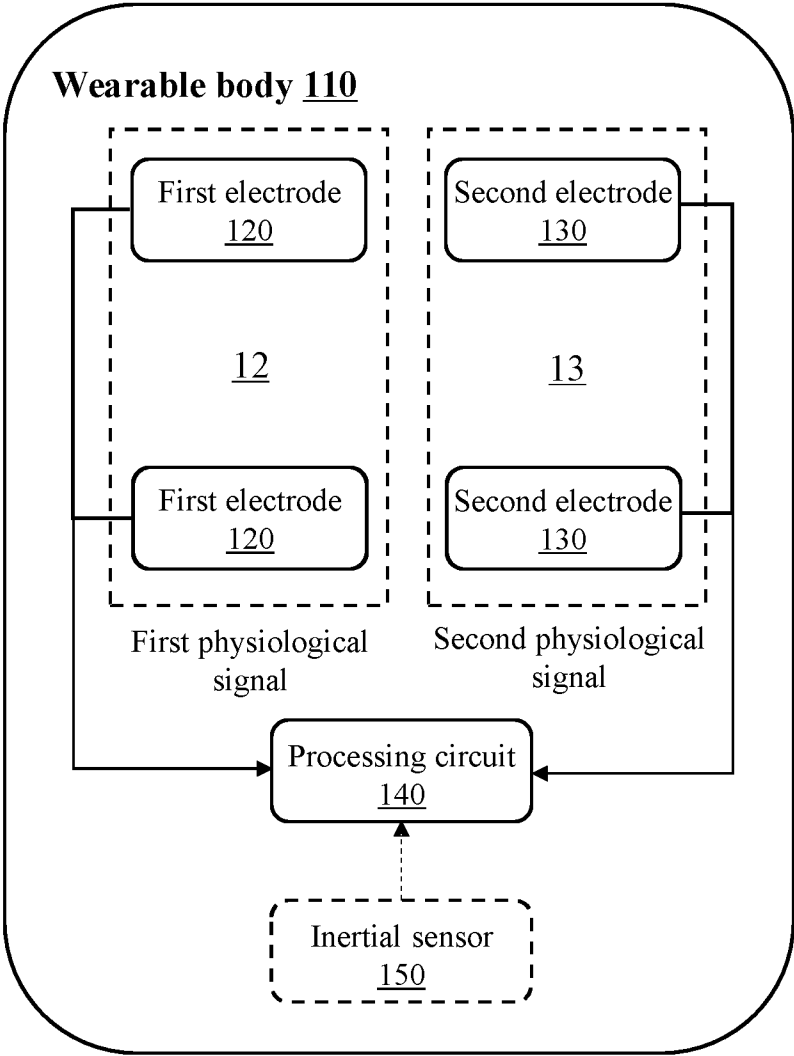 Wearable body 110
First electrode
120
Second electrode
130
12
13
First electrode
120
Second electrode
130
First physiological
signal
Second physiological
signal
Processing circuit
140
Inertial sensor
150